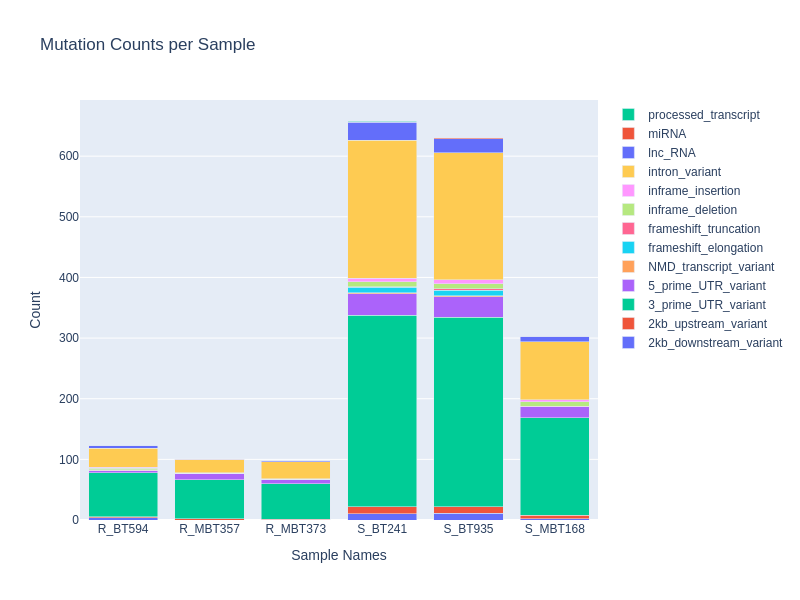 Mutation Counts per Sample
processed_transcript
miRNA
lnc_RNA
intron_variant
inframe_insertion
inframe_deletion
frameshift_truncation
frameshift_elongation
NMD_transcript_variant
5_prime_UTR_variant
3_prime_UTR_variant
2kb_upstream_variant
2kb_downstream_variant
Count
600
500
400
300
200
100
0
R_BT594 R_MBT357 R_MBT373 S_BT241 S_BT935 S_MBT168
Sample Names